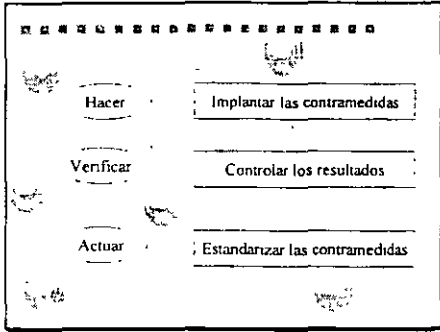 Hacer
Implantar las contramedidas
Verificar
Controlar los resultados
Actuar
Estandarizar las contramedidas